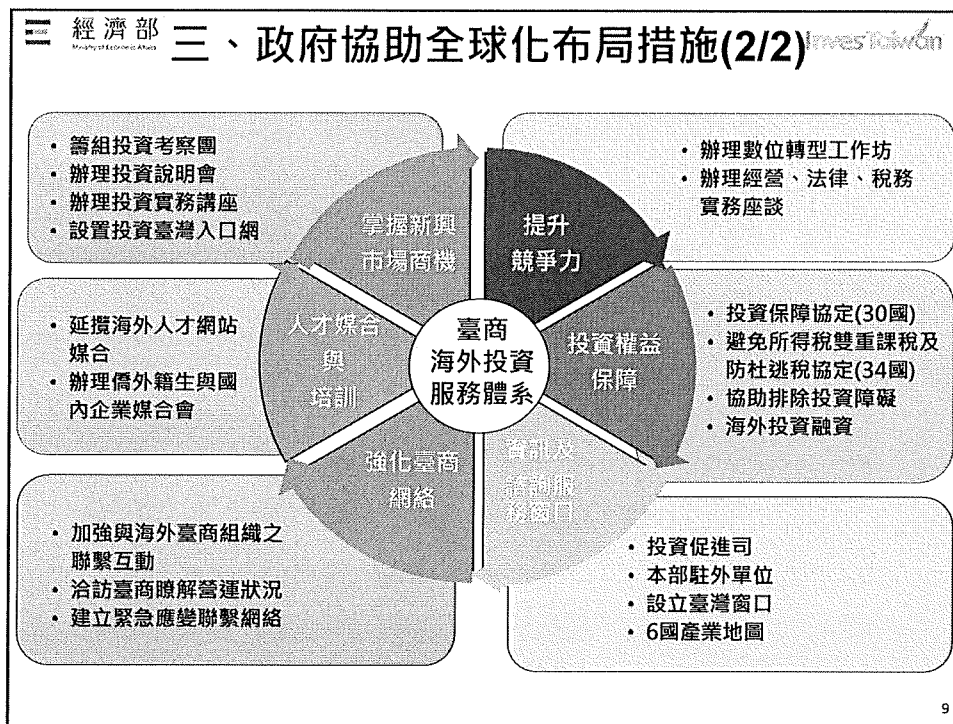 經濟部
Ministry of Economic Affairs
三、政府協助全球化布局措施(2/2)
InvesTaiwan
• 籌組投資考察團
• 辦理投資說明會
• 辦理投資實務講座
• 設置投資臺灣入口網
掌握新興
市場商機
提升
競爭力
• 辦理數位轉型工作坊
• 辦理經營、法律、稅務
實務座談
• 延攬海外人才網站
媒合
• 辦理僑外籍生與國
內企業媒合會
人才媒合
與
培訓
臺商
海外投資
服務體系
投資權益
保障
• 投資保障協定(30國)
• 避免所得稅雙重課稅及
防杜逃稅協定(34國)
• 協助排除投資障礙
• 海外投資融資
強化臺商
網絡
資訊及
諮詢服
務窗口
• 加強與海外臺商組織之
聯繫互動
• 洽訪臺商瞭解營運狀況
• 建立緊急應變聯繫網絡
• 投資促進司
• 本部駐外單位
• 設立臺灣窗口
• 6國產業地圖
9